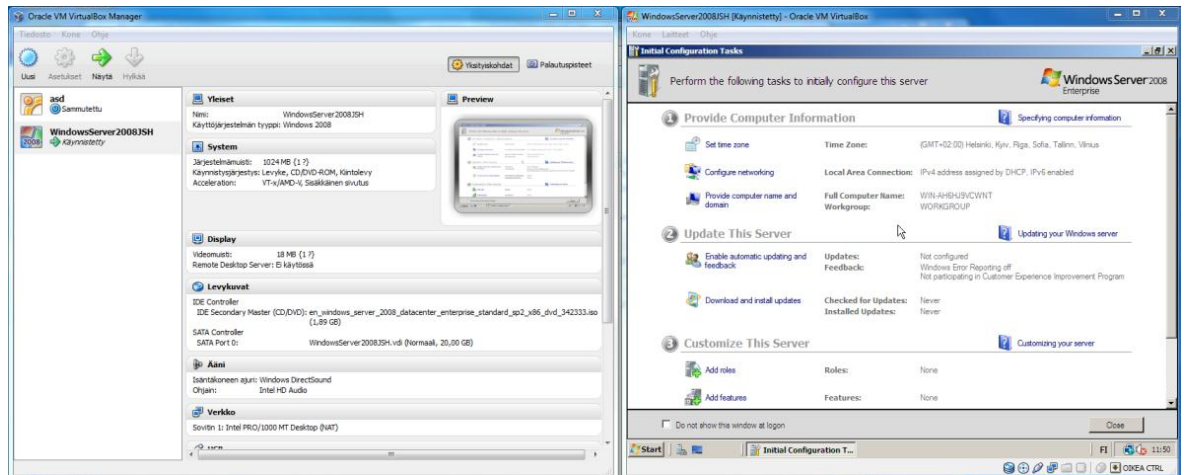 Oracle VM VirtualBox Manager
Tiedosto Kone Ohje
Uusi Asetukset Näytä Hylkää
Yksityiskohdat Palautuspisteet
asd
Sammutettu
WindowsServer2008JSH
Käynnistetty
2008
Yleiset
Nimi: WindowsServer2008JSH
Käyttöjärjestelmän tyyppi: Windows 2008
System
Järjestelmämuisti: 1024 MB {1 ?}
Käynnistysjärjestys: Levyke, CD/DVD-ROM, Kiintolevy
Acceleration: VT-x/AMD-V, Sisäkkäinen sivutus
Preview
Display
Videomuisti: 18 MB {1 ?}
Remote Desktop Server: Ei käytössä
Levykuvat
IDE Controller
IDE Secondary Master (CD/DVD): en_windows_server_2008_datacenter_enterprise_standard_sp2_x86_dvd_342333.iso
(1,89 GB)
SATA Controller
SATA Port 0: WindowsServer2008JSH.vdi (Normaali, 20,00 GB)
Ääni
Isäntäkoneen ajuri: Windows DirectSound
Ohjain: Intel HD Audio
Verkko
Sovitin 1: Intel PRO/1000 MT Desktop (NAT)
WindowsServer2008JSH [Käynnistetty] - Oracle VM VirtualBox
Kone Laitteet Ohje
Initial Configuration Tasks
Perform the following tasks to initially configure this server
Windows Server 2008
Enterprise
1 Provide Computer Information
Specifying computer information
Set time zone Time Zone: (GMT+02:00) Helsinki, Kyiv, Riga, Sofia, Tallinn, Vilnius
Configure networking Local Area Connection: IPv4 address assigned by DHCP, IPv6 enabled
Provide computer name and Full Computer Name: WIN-AH6HJ9VCWNT
domain Workgroup: WORKGROUP
2 Update This Server
Updating your Windows server
Enable automatic updating and Updates: Not configured
feedback Feedback: Windows Error Reporting off
Not participating in Customer Experience Improvement Program
Download and install updates Checked for Updates: Never
Installed Updates: Never
3 Customize This Server
Customizing your server
Add roles Roles: None
Add features Features: None
Do not show this window at logon
Close
Start Initial Configuration T... FI 11:50
OIKEA CTRL